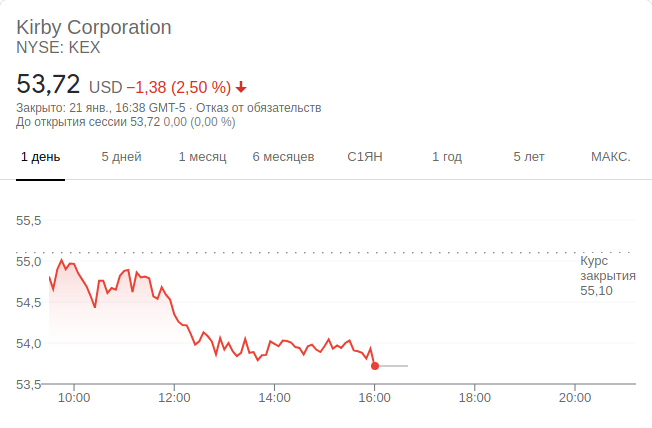 Kirby Corporation
NYSE: KEX
53,72 USD −1,38 (2,50 %)
Закрыто: 21 янв., 16:38 GMT-5 · Отказ от обязательств
До открытия сессии 53,72 0,00 (0,00 %)
1 день 5 дней 1 месяц 6 месяцев С1ЯН 1 год 5 лет МАКС.
55,5
55,0
54,5
54,0
53,5
Курс
закрытия
55,10
10:00 12:00 14:00 16:00 18:00 20:00